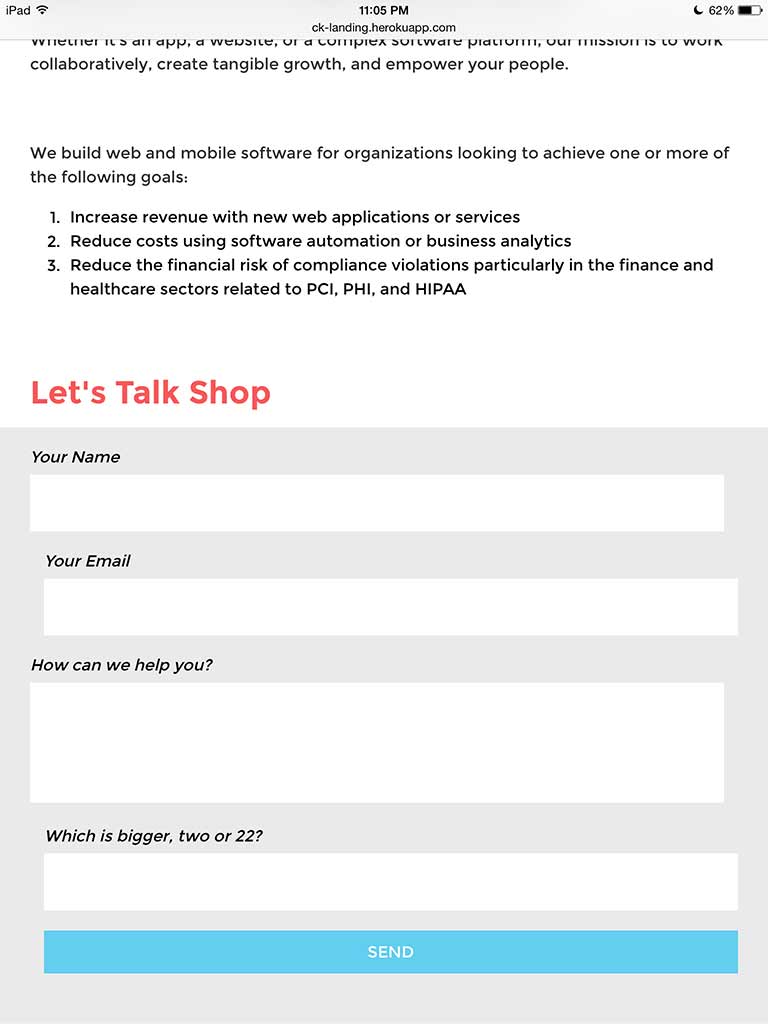 iPad 11:05 PM 62%
ck-landing.herokuapp.com
Whether it's an app, a website, or a complex software platform, our mission is to work
collaboratively, create tangible growth, and empower your people.
We build web and mobile software for organizations looking to achieve one or more of
the following goals:
1. Increase revenue with new web applications or services
2. Reduce costs using software automation or business analytics
3. Reduce the financial risk of compliance violations particularly in the finance and
healthcare sectors related to PCI, PHI, and HIPAA
Let's Talk Shop
Your Name
Your Email
How can we help you?
Which is bigger, two or 22?
SEND